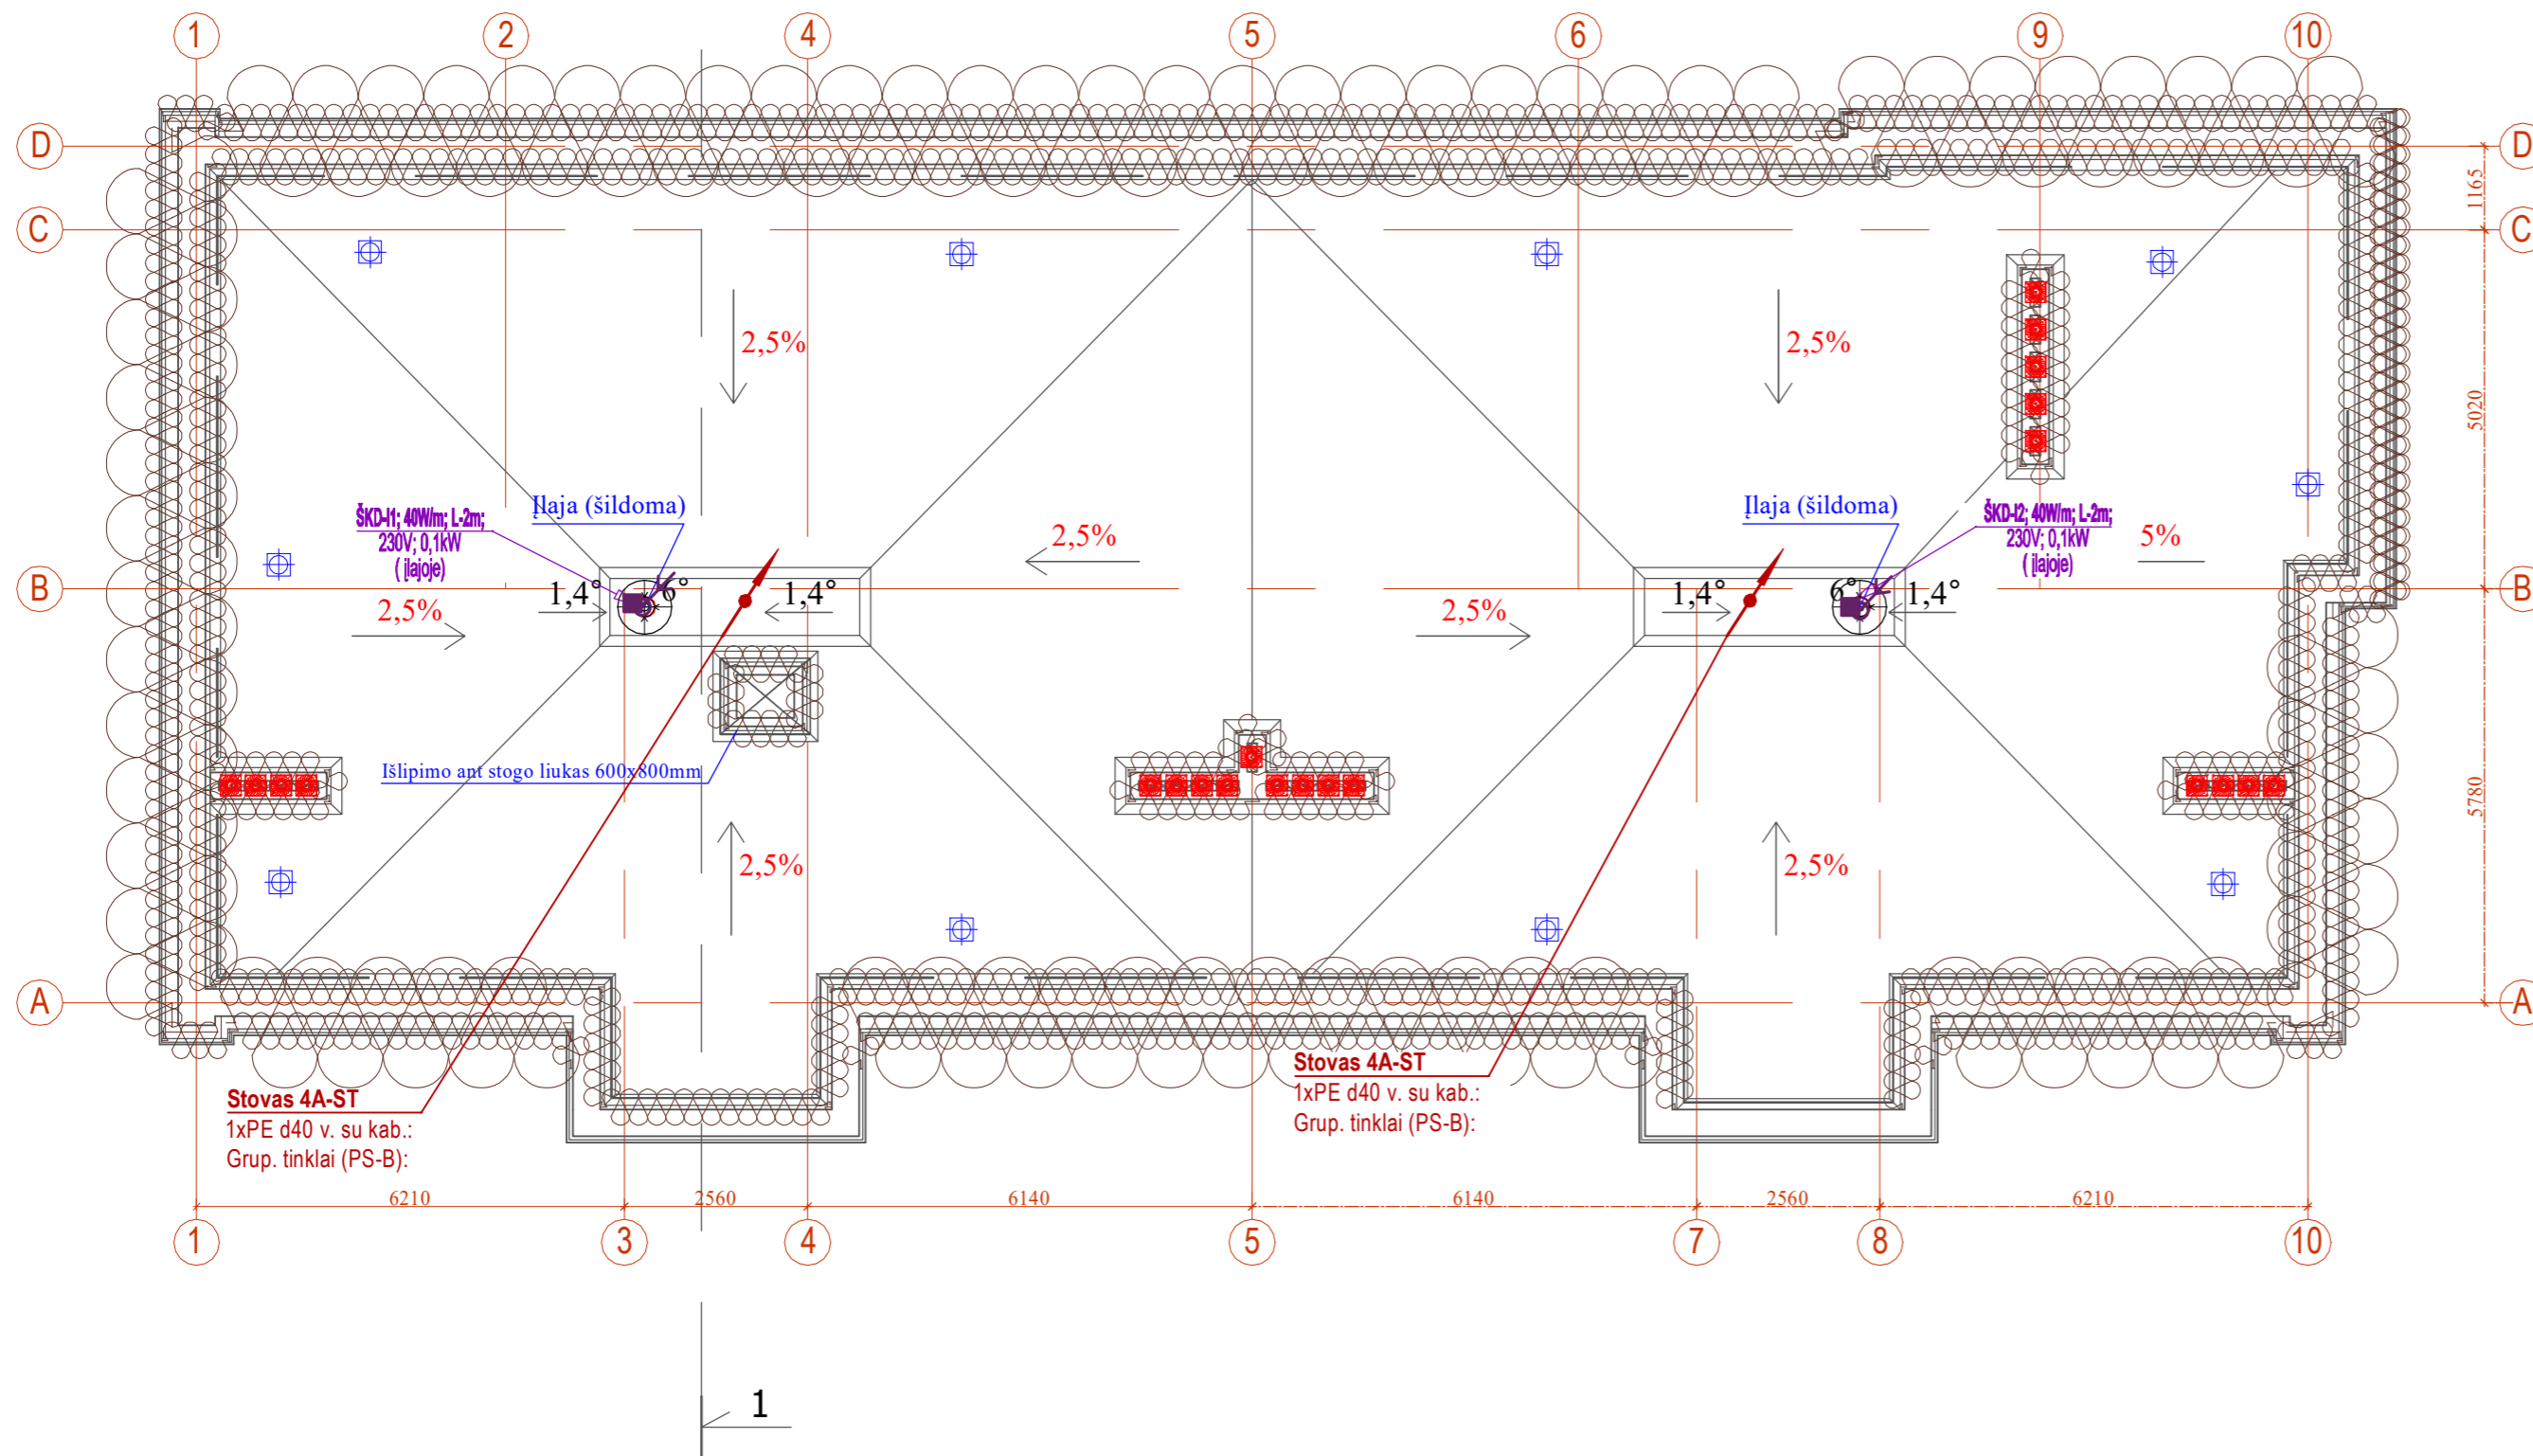 1 2 4 5 6 9 10
D D
1165
C C
2,5% 2,5%
5020
ŠKD-I1; 40W/m; L-2m;
230V; 0,1kW
( įlajoje)
Įlaja (šildoma)
2,5%
Įlaja (šildoma)
ŠKD-I2; 40W/m; L-2m;
230V; 0,1kW
( įlajoje)
5%
B B
1,4° 6° 1,4° 1,4° 6° 1,4°
2,5% 2,5%
Išlipimo ant stogo liukas 600x800mm
5780
2,5% 2,5%
A A
Stovas 4A-ST
1xPE d40 v. su kab.:
Grup. tinklai (PS-B):
Stovas 4A-ST
1xPE d40 v. su kab.:
Grup. tinklai (PS-B):
6210 2560 6140 6140 2560 6210
1 3 4 5 7 8 10
1